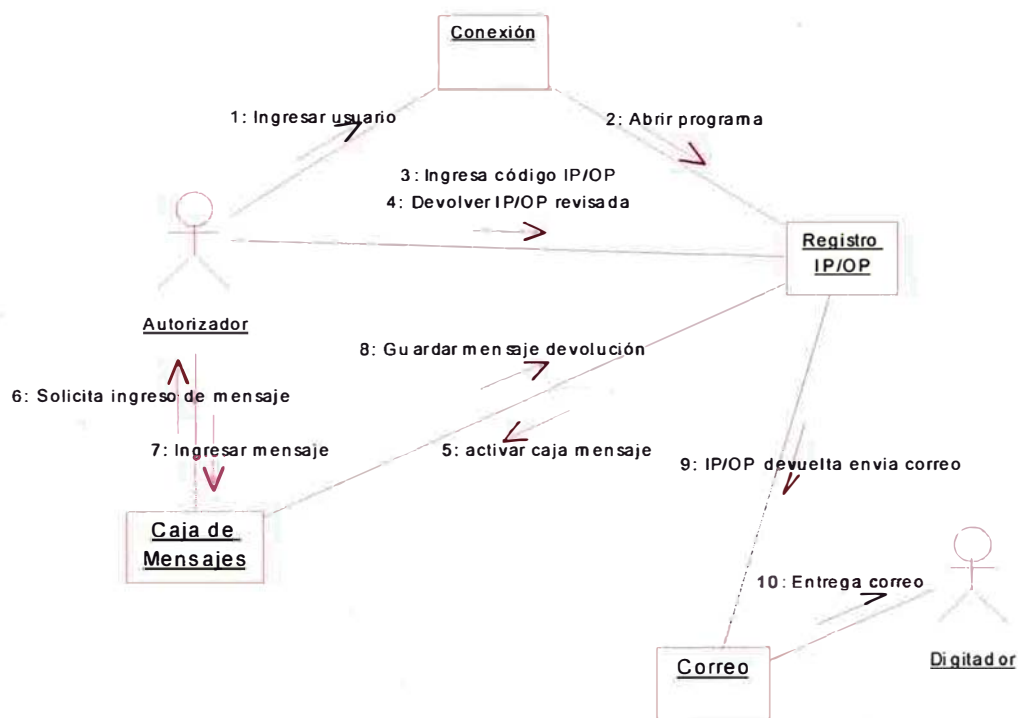 Conexión
1: Ingresar usuario
2: Abrir programa
3: Ingresa código IP/OP
4: Devolver IP/OP revisada
Registro
IP/OP
Autorizador
8: Guardar mensaje devolución
6: Solicita ingreso de mensaje
7: Ingresar mensaje
5: activar caja mensaje
9: IP/OP devuelta envia correo
Caja de
Mensajes
10: Entrega correo
Correo
Digitador